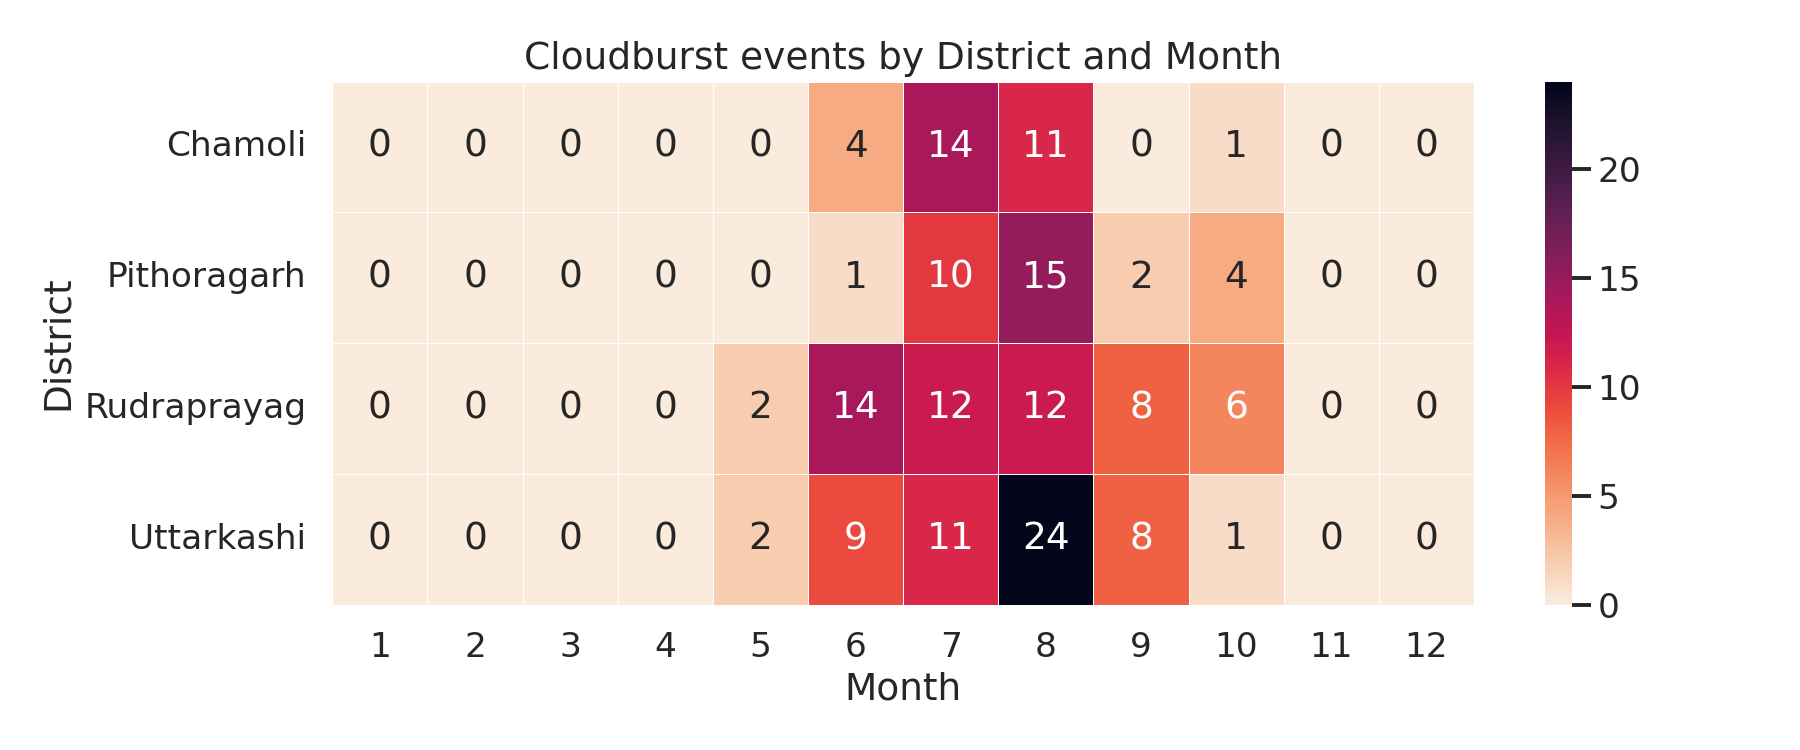 Cloudburst events by District and Month
District
Chamoli 0 0 0 0 0 4 14 11 0 1 0 0
Pithoragarh 0 0 0 0 0 1 10 15 2 4 0 0
Rudraprayag 0 0 0 0 2 14 12 12 8 6 0 0
Uttarkashi 0 0 0 0 2 9 11 24 8 1 0 0
1 2 3 4 5 6 7 8 9 10 11 12
Month
20
15
10
5
0